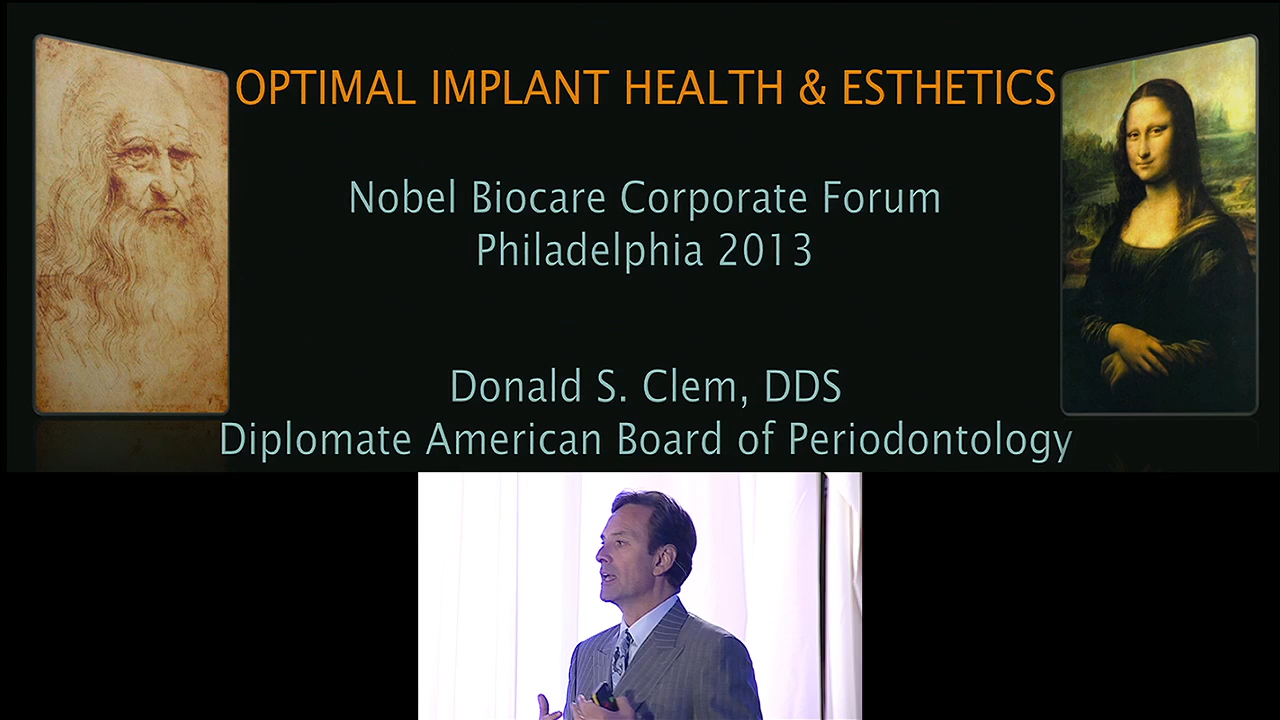 OPTIMAL IMPLANT HEALTH & ESTHETICS
Nobel Biocare Corporate Forum
Philadelphia 2013
Donald S. Clem, DDS
Diplomate American Board of Periodontology